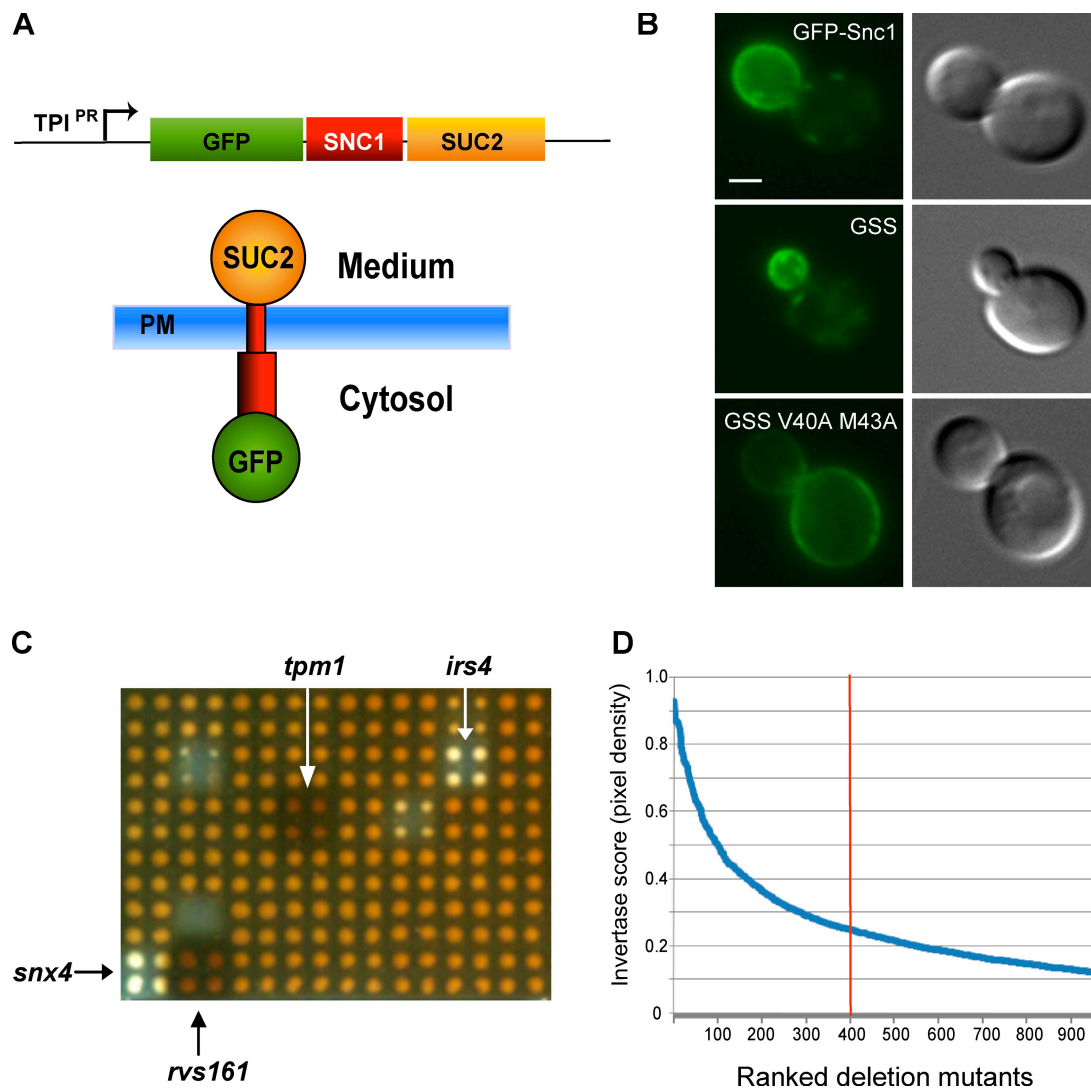 A
TPI PR
GFP
SNC1
SUC2
SUC2
Medium
PM
Cytosol
GFP
B
GFP-Snc1
GSS
GSS V40A M43A
C
tpm1
irs4
snx4
rvs161
D
Invertase score (pixel density)
1.0
0.8
0.6
0.4
0.2
0
100 200 300 400 500 600 700 800 900
Ranked deletion mutants